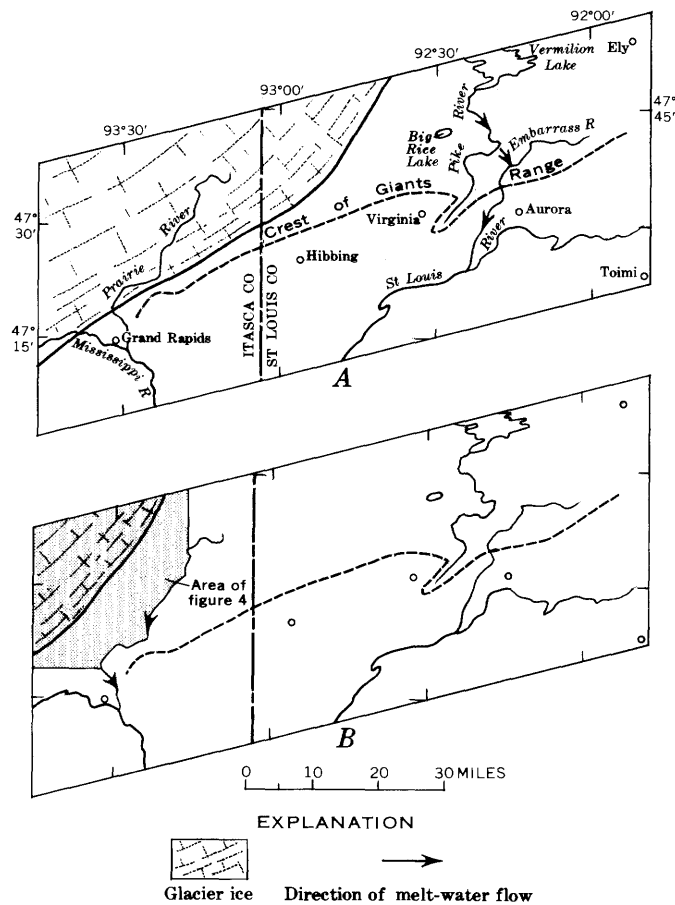 92°00'
92°30'
Vermilion
Lake
Ely
93°00'
93°30'
47°
45'
River
Embarrass R
Big
Rice
Lake
Pike
Range
Giants
of
Crest
Virginia
Aurora
River
47°
30'
River
Prairie
Hibbing
St Louis
Toimi
ITASCA CO
ST LOUIS CO
47°
15'
Grand Rapids
Mississippi R
A
Area of
figure 4
B
0 10 20 30 MILES
EXPLANATION
Glacier ice
Direction of melt-water flow